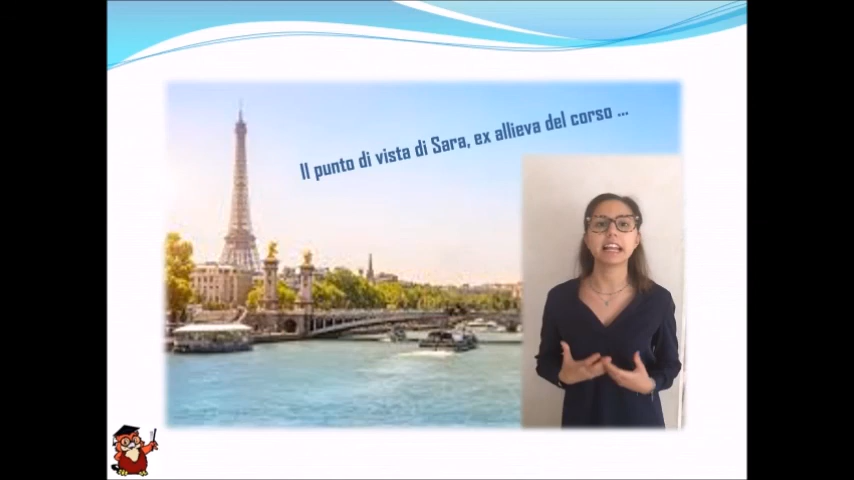 Il punto di vista di Sara, ex allieva del corso ...